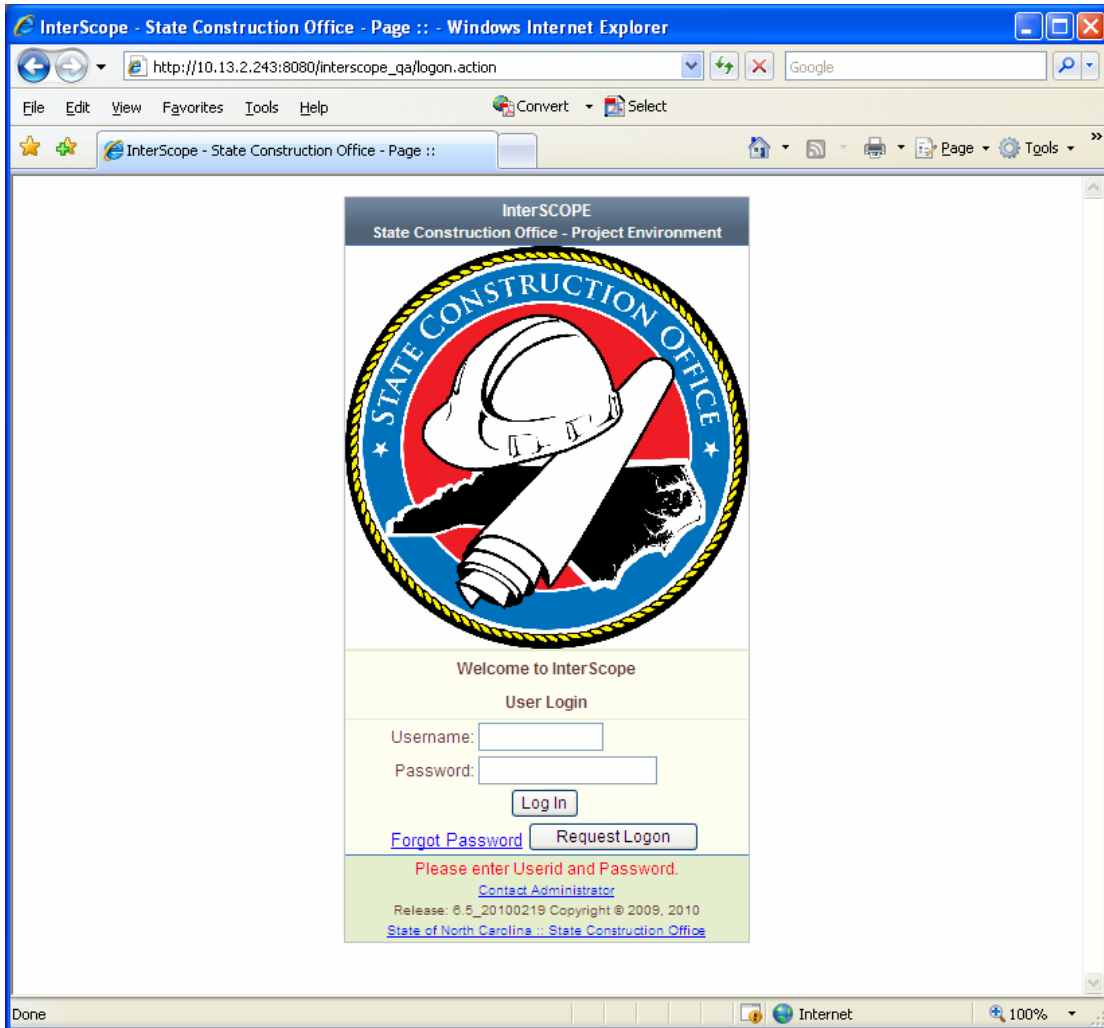 InterScope - State Construction Office - Page :: - Windows Internet Explorer
http://10.13.2.243:8080/interscope_qa/logon.action
Google
File Edit View Favorites Tools Help Convert Select
InterScope - State Construction Office - Page ::
Page Tools »
InterSCOPE
State Construction Office - Project Environment
STATE CONSTRUCTION OFFICE
Welcome to InterScope
User Login
Username:
Password:
Log In
Forgot Password Request Logon
Please enter Userid and Password.
Contact Administrator
Release: 6.5_20100219 Copyright © 2009, 2010
State of North Carolina :: State Construction Office
Done Internet 100%